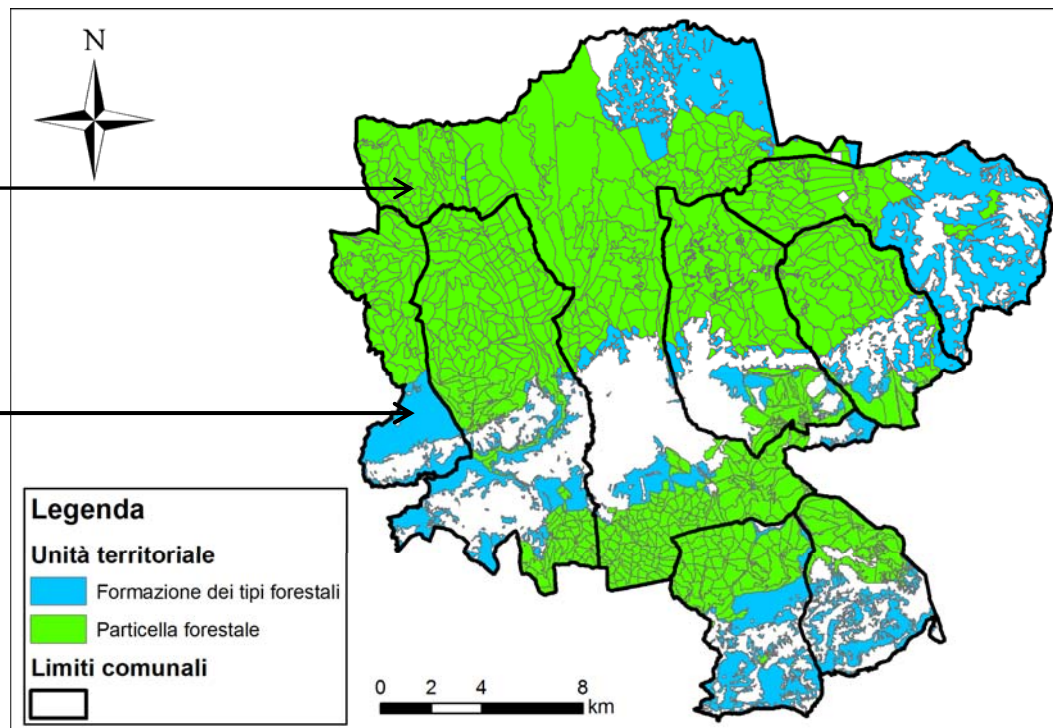 N
Legenda
Unità territoriale
Formazione dei tipi forestali
Particella forestale
Limiti comunali
0 2 4 8
km